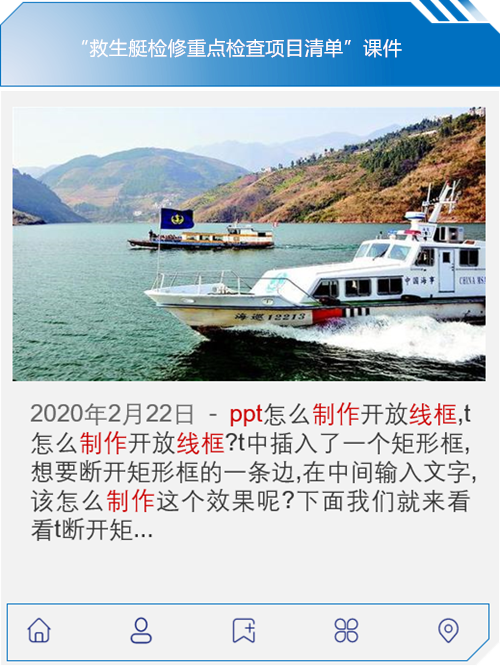 “救生艇检修重点检查项目清单”课件
中国海事
CHINA MSA
海巡12213
2020年2月22日 - ppt怎么制作开放线框,t
怎么制作开放线框?t中插入了一个矩形框,
想要断开矩形框的一条边,在中间输入文字,
该怎么制作这个效果呢?下面我们就来看
看t断开矩...